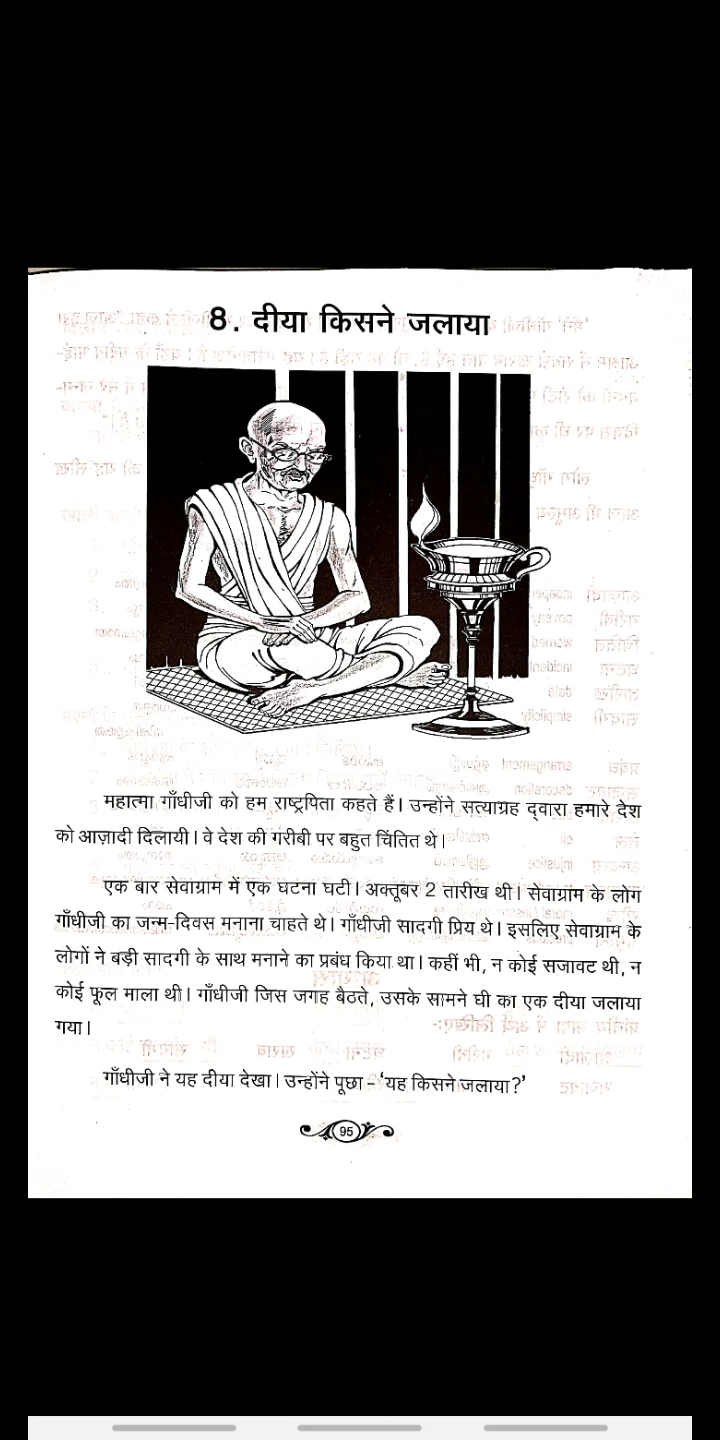 8. दीया किसने जलाया
महात्मा गाँधीजी को हम राष्ट्रपिता कहते हैं। उन्होंने सत्याग्रह द्वारा हमारे देश
को आज़ादी दिलायी। वे देश की गरीबी पर बहुत चिंतित थे।
एक बार सेवाग्राम में एक घटना घटी। अक्तूबर 2 तारीख थी। सेवाग्राम के लोग
गाँधीजी का जन्म-दिवस मनाना चाहते थे। गाँधीजी सादगी प्रिय थे। इसलिए सेवाग्राम के
लोगों ने बड़ी सादगी के साथ मनाने का प्रबंध किया था। कहीं भी, न कोई सजावट थी, न
कोई फूल माला थी। गाँधीजी जिस जगह बैठते, उसके सामने घी का एक दीया जलाया
गया।
गाँधीजी ने यह दीया देखा। उन्होंने पूछा – ‘यह किसने जलाया?’
95